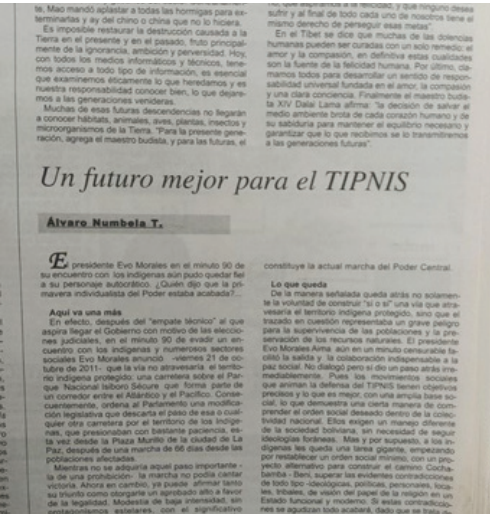 te, Mao mandó aplastar a todas las hormigas para ex-
terminarlas y ay del chino o china que no lo hiciera.
Es imposible restaurar la destrucción causada a la
Tierra en el presente y en el pasado, fruto principal-
mente de la ignorancia, ambición y perversidad. Hoy,
con todos los medios informáticos y técnicos, tene-
mos acceso a todo tipo de información, es esencial
que examinemos éticamente lo que heredamos y es
nuestra responsabilidad conocer bien, lo que dejare-
mos a las generaciones venideras.
Muchas de esas futuras descendencias no llegarán
a conocer hábitats, animales, aves, plantas, insectos y
microorganismos de la Tierra. "Para la presente gene-
ración, agrega el maestro budista, y para las futuras, el
sufrir y al final de todo cada uno de nosotros tiene el
mismo derecho de perseguir esas metas"
En el Tíbet se dice que muchas de las dolencias
humanas pueden ser curadas con un solo remedio: el
amor y la compasión, en definitiva estas cualidades
son la fuente de la felicidad humana. Por último, cla-
mamos todos para desarrollar un sentido de respon-
sabilidad universal fundada en el amor, la compasión
y una clara conciencia. Finalmente el maestro budis-
ta XIV Dalai Lama afirma: "la decisión de salvar el
medio ambiente brota de cada corazón humano y de
su sabiduría para mantener el equilibrio necesario y
garantizar que lo que recibimos se lo transmitiremos
a las generaciones futuras".
Un futuro mejor para el TIPNIS
Álvaro Numbela T.
El presidente Evo Morales en el minuto 90 de
su encuentro con los indígenas aún pudo quedar fiel
a su personaje autocrático. ¿Quién dijo que la pri-
mavera individualista del Poder estaba acabada?...
Aquí va una más
En efecto, después del "empate técnico" al que
aspira llegar el Gobierno con motivo de las eleccio-
nes judiciales, en el minuto 90 de evadir un en-
cuentro con los indígenas y numerosos sectores
sociales Evo Morales anunció -viernes 21 de oc-
tubre de 2011- que la vía no atravesaría el territo-
rio indígena protegido; una carretera sobre el Par-
que Nacional Isiboro Sécure que forma parte de
un corredor entre el Atlántico y el Pacífico. Conse-
cuentemente, ordena al Parlamento una modifica-
ción legislativa que descarta el paso de esa o cual-
quier otra carretera por el territorio de los indíge-
nas, que presionaban con bastante paciencia, es-
ta vez desde la Plaza Murillo de la ciudad de La
Paz, después de una marcha de 66 días desde las
poblaciones afectadas.
Mientras no se adquiría aquel paso importante -
la de una prohibición- la marcha no podía cantar
victoria. Ahora en cambio, ya puede afirmar tanto
su triunfo como otorgarle un aprobado alto a favor
de la legalidad. Modestia de baja intensidad, sin
protagonismos estelares, con el significativo
constituye la actual marcha del Poder Central.
Lo que queda
De la manera señalada queda atrás no solamen-
te la voluntad de construir "sí o sí" una vía que atra-
vesaría el territorio indígena protegido, sino que el
trazado en cuestión representaba un grave peligro
para la supervivencia de las poblaciones y la pre-
servación de los recursos naturales. El presidente
Evo Morales Aima aún en un minuto censurable fa-
cilitó la salida y la colaboración indispensable a la
paz social. No dialogó pero sí dio un paso atrás irre-
mediablemente. Pues los movimientos sociales
que animan la defensa del TIPNIS tienen objetivos
precisos y lo que es mejor, con una amplia base so-
cial, lo que demuestra una cierta manera de com-
prender el orden social deseado dentro de la colec-
tividad nacional. Ellos exigen un manejo diferente
de la sociedad boliviana, sin necesidad de seguir
ideologías foráneas. Mas y por supuesto, a los in-
dígenas les queda una tarea gigante, empezando
por restablecer un orden social mínimo, con un pro-
yecto alternativo para construir el camino Cocha-
bamba - Beni, superar las evidentes contradicciones
de todo tipo -ideológicas, políticas, personales, loca-
les, tribales, de visión del papel de la religión en un
Estado funcional y moderno. Si estas contradiccio-
nes se agudizan todo acabará, dado que se trata